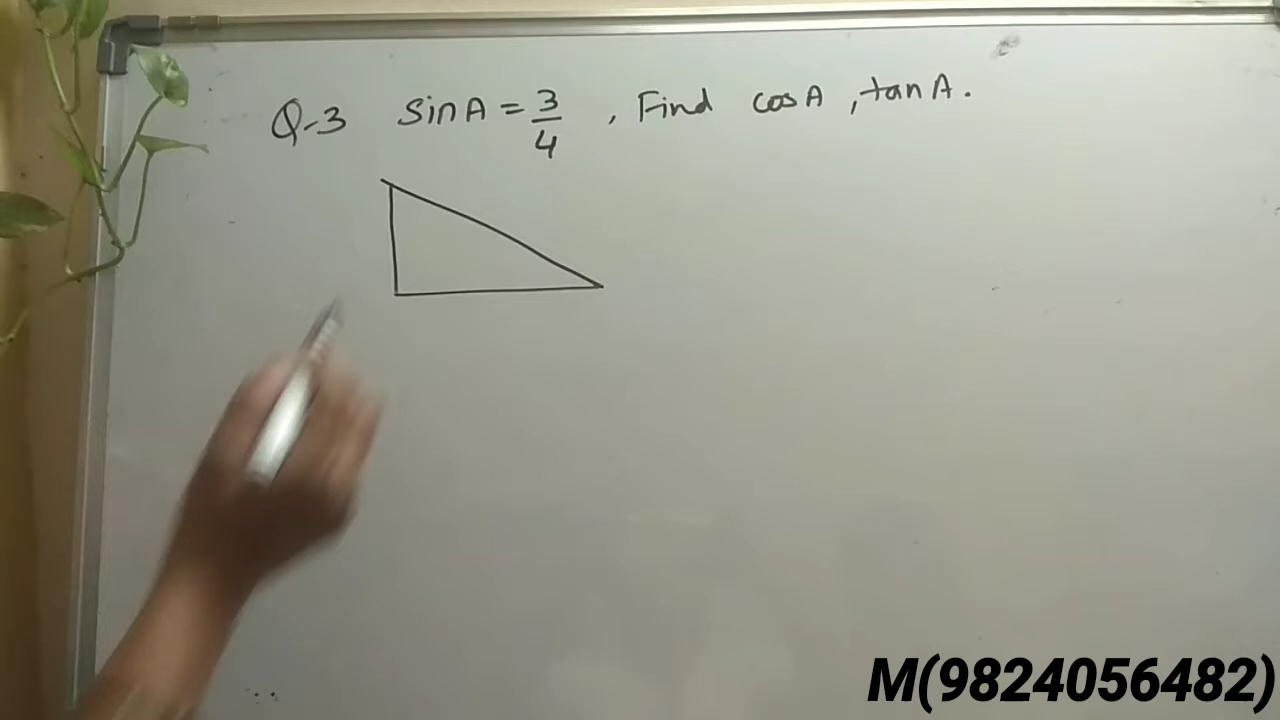 Q-3 sinA = 3/4 , Find cosA , tanA.
M(9824056482)